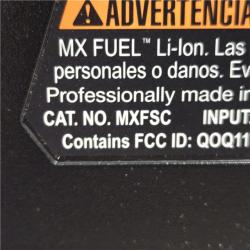 ⚠ADVERTENCIA
MX FUEL™ Li-Ion. Las
personales o danos. Ev
Professionally made in
CAT. NO. MXFSC INPUT:
Contains FCC ID: QOQ11